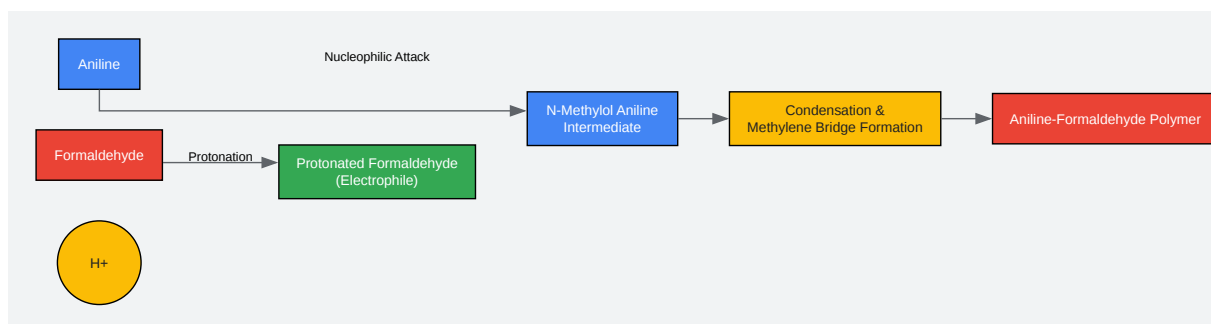 Aniline
Nucleophilic Attack
N-Methylol Aniline
Intermediate
Condensation &
Methylene Bridge Formation
Aniline-Formaldehyde Polymer
Formaldehyde
Protonation
Protonated Formaldehyde
(Electrophile)
H+